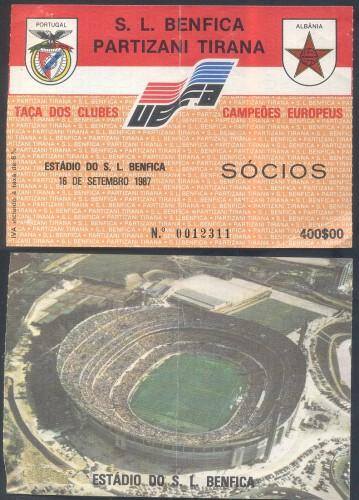 PORTUGAL
S. L. BENFICA
PARTIZANI TIRANA
ALBÂNIA
UEFA
TAÇA DOS CLUBES CAMPEÕES EUROPEUS
ESTÁDIO DO S. L. BENFICA
16 DE SETEMBRO 1987
SÓCIOS
N.º 0012311
400$00
ESTÁDIO DO S. L. BENFICA